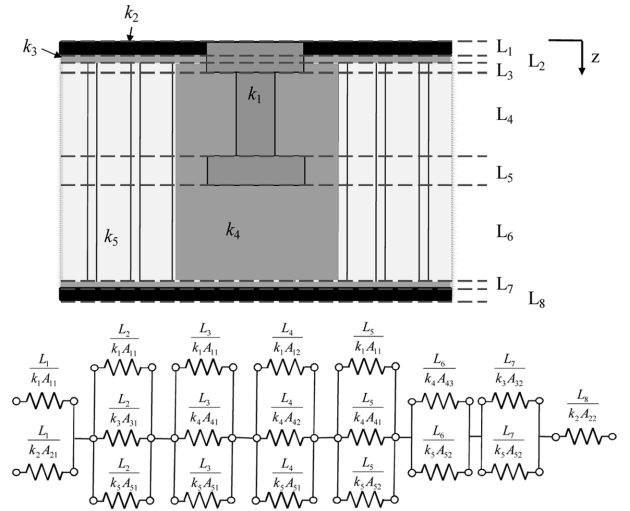 k2
k3
L1
L2
z
L3
k1
L4
L5
k5
k4
L6
L7
L8
L1 / k1A11
L1 / k2A21
L2 / k1A11
L2 / k3A31
L2 / k5A51
L3 / k1A11
L3 / k4A41
L3 / k5A51
L4 / k1A12
L4 / k4A42
L4 / k5A51
L5 / k1A11
L5 / k4A41
L5 / k5A52
L6 / k4A43
L6 / k5A52
L7 / k3A32
L7 / k5A52
L8 / k2A22